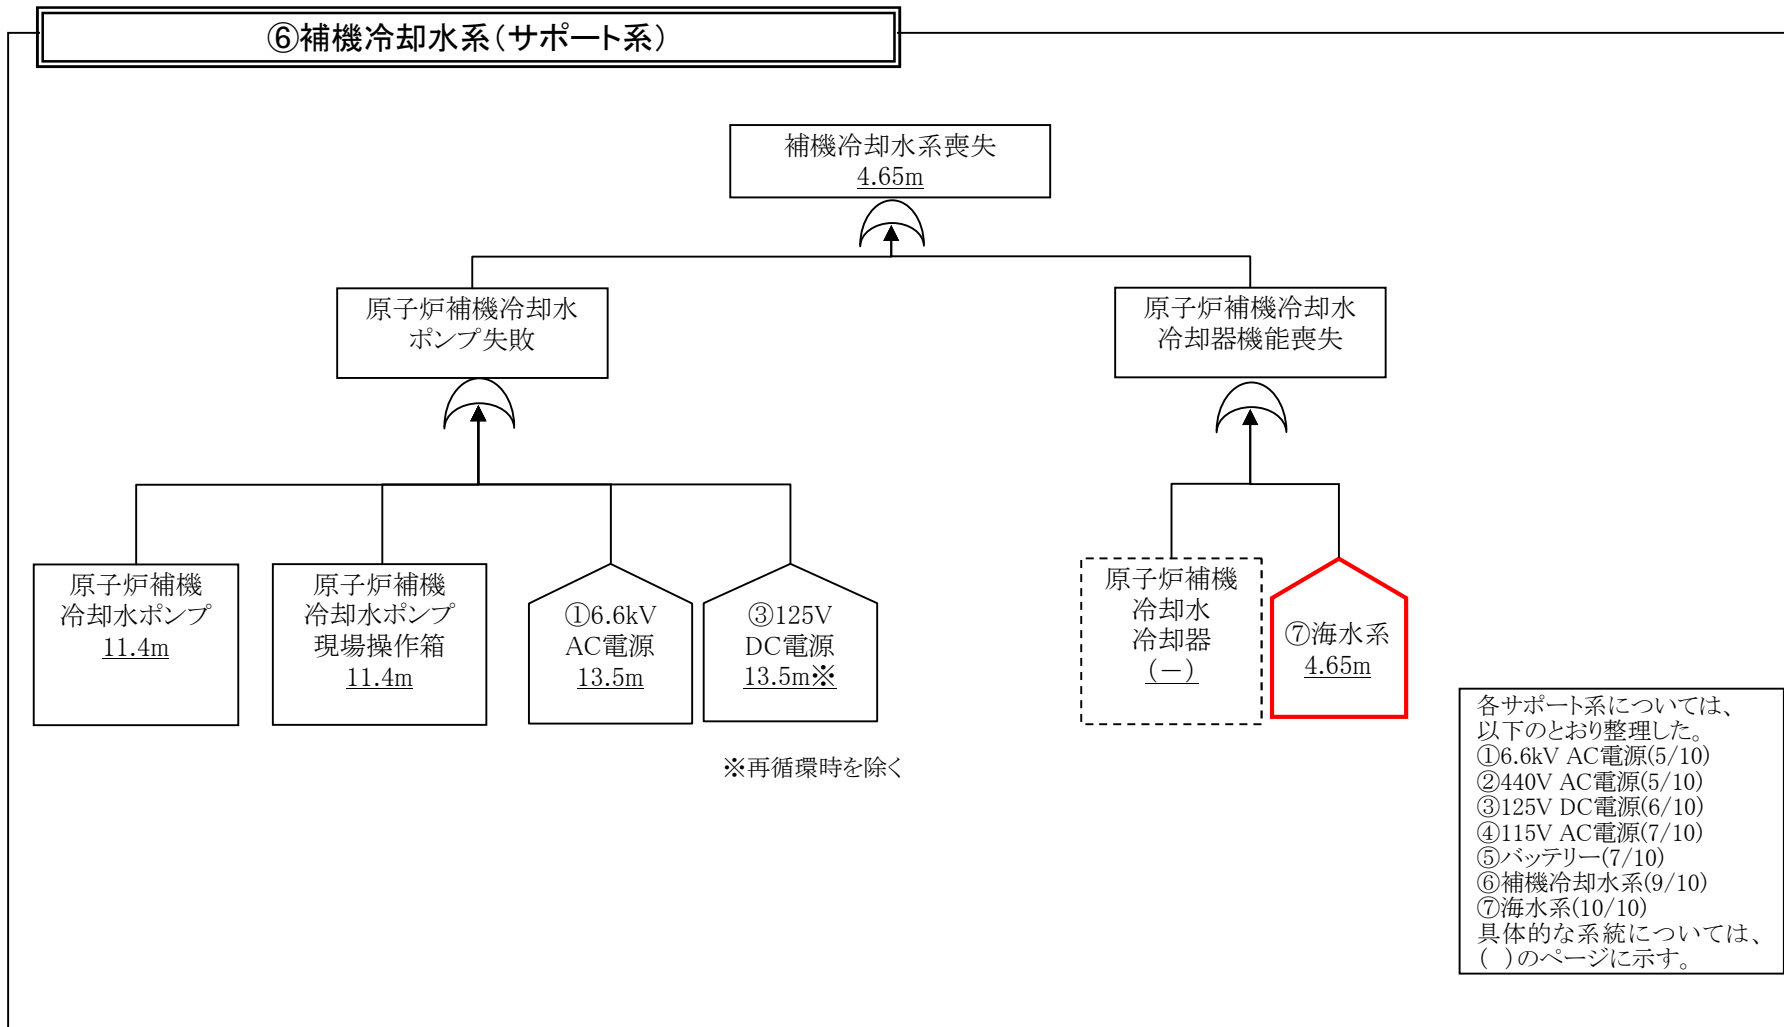 ⑥補機冷却水系(サポート系)
補機冷却水系喪失
4.65m
原子炉補機冷却水
ポンプ失敗
原子炉補機冷却水
冷却器機能喪失
原子炉補機
冷却水ポンプ
11.4m
原子炉補機
冷却水ポンプ
現場操作箱
11.4m
①6.6kV
AC電源
13.5m
③125V
DC電源
13.5m※
原子炉補機
冷却水
冷却器
(－)
⑦海水系
4.65m
※再循環時を除く
各サポート系については、
以下のとおり整理した。
①6.6kV AC電源(5/10)
②440V AC電源(5/10)
③125V DC電源(6/10)
④115V AC電源(7/10)
⑤バッテリー(7/10)
⑥補機冷却水系(9/10)
⑦海水系(10/10)
具体的な系統については、
( )のページに示す。